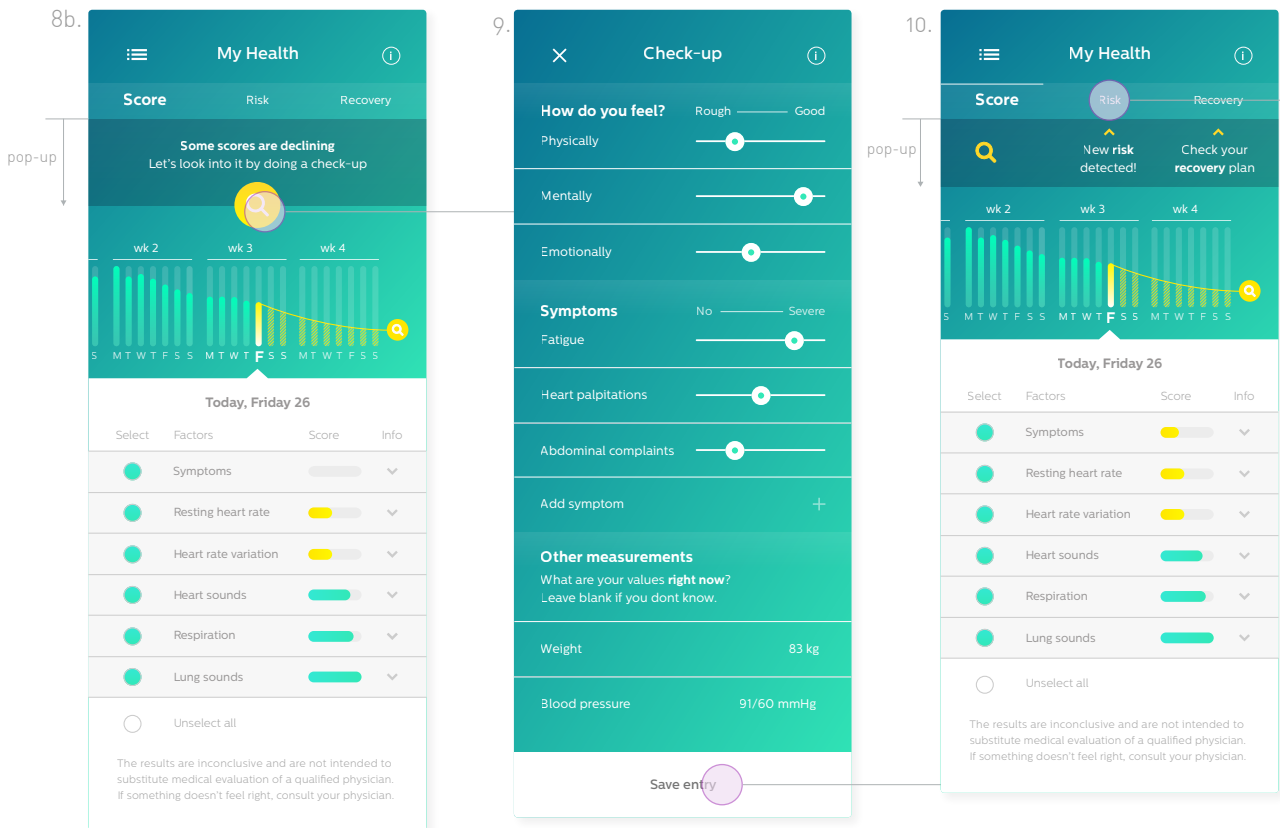 8b.
My Health
Score Risk Recovery
pop-up
Some scores are declining
Let's look into it by doing a check-up
wk 2 wk 3 wk 4
S M T W T F S S M T W T F S S M T W T F S S
Today, Friday 26
Select Factors Score Info
Symptoms
Resting heart rate
Heart rate variation
Heart sounds
Respiration
Lung sounds
Unselect all
The results are inconclusive and are not intended to
substitute medical evaluation of a qualified physician.
If something doesn't feel right, consult your physician.
9.
Check-up
How do you feel? Rough Good
Physically
Mentally
Emotionally
Symptoms No Severe
Fatigue
Heart palpitations
Abdominal complaints
Add symptom
Other measurements
What are your values right now?
Leave blank if you dont know.
Weight 83 kg
Blood pressure 91/60 mmHg
Save entry
10.
My Health
Score Risk Recovery
pop-up
New risk
detected!
Check your
recovery plan
wk 2 wk 3 wk 4
S M T W T F S S M T W T F S S M T W T F S S
Today, Friday 26
Select Factors Score Info
Symptoms
Resting heart rate
Heart rate variation
Heart sounds
Respiration
Lung sounds
Unselect all
The results are inconclusive and are not intended to
substitute medical evaluation of a qualified physician.
If something doesn't feel right, consult your physician.